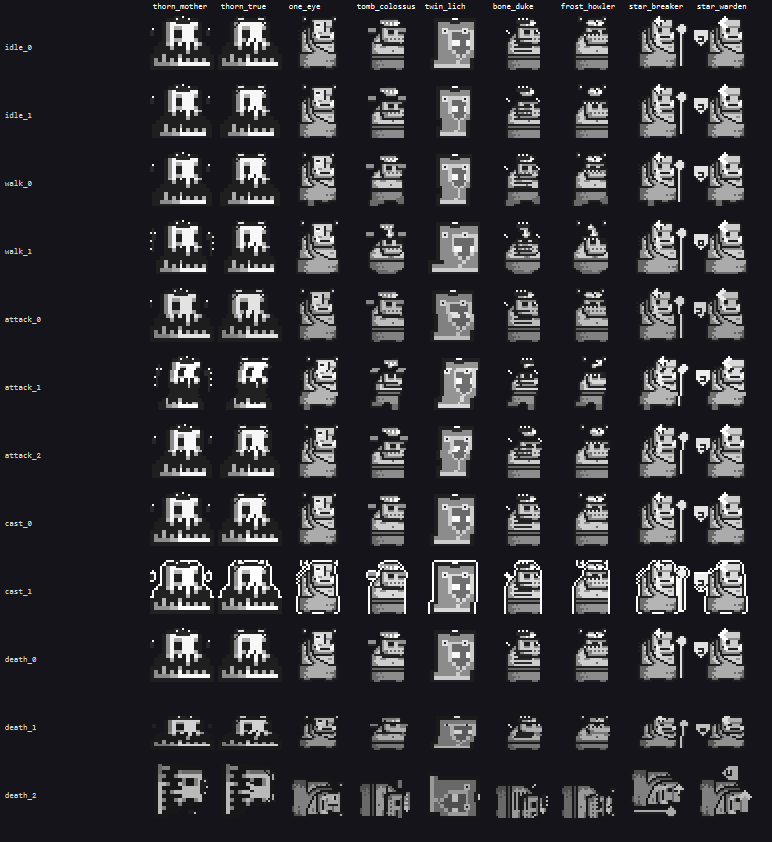 thorn_mother thorn_true one_eye tomb_colossus twin_lich bone_duke frost_howler star_breaker star_warden
idle_0
idle_1
walk_0
walk_1
attack_0
attack_1
attack_2
cast_0
cast_1
death_0
death_1
death_2